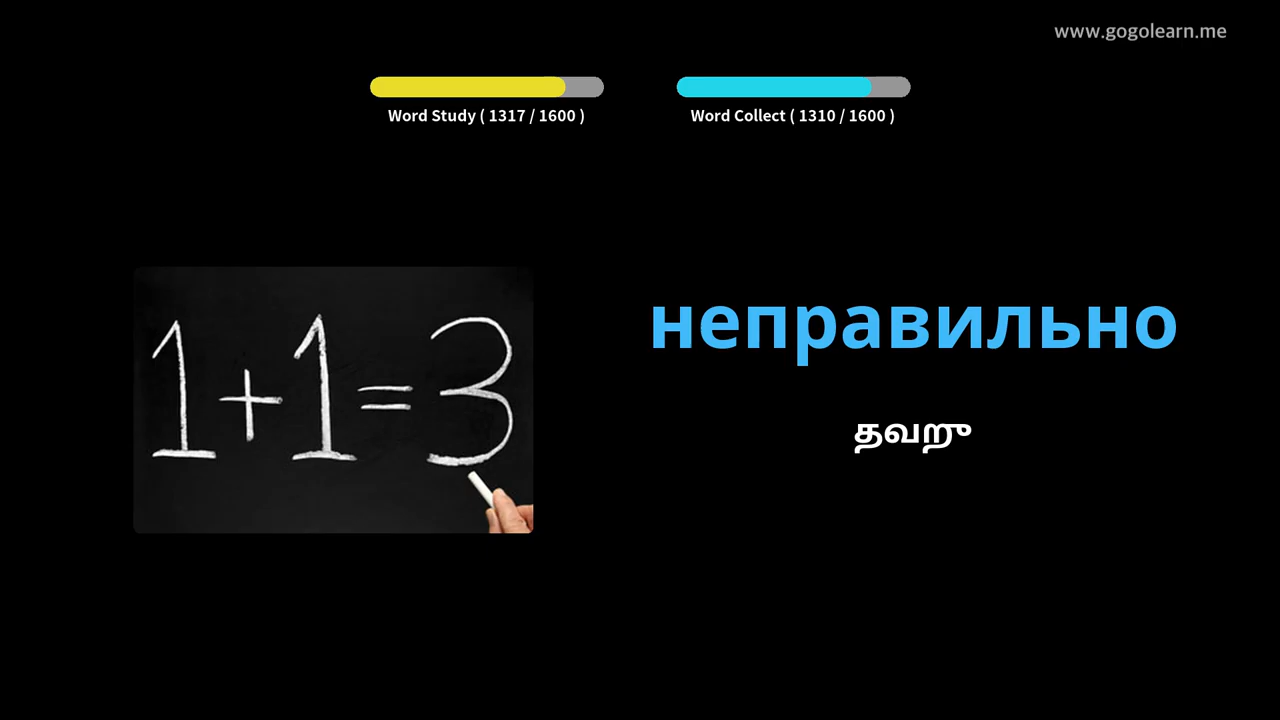 www.gogolearn.me
Word Study ( 1317 / 1600 )
Word Collect ( 1310 / 1600 )
1+1=3
неправильно
தவறு